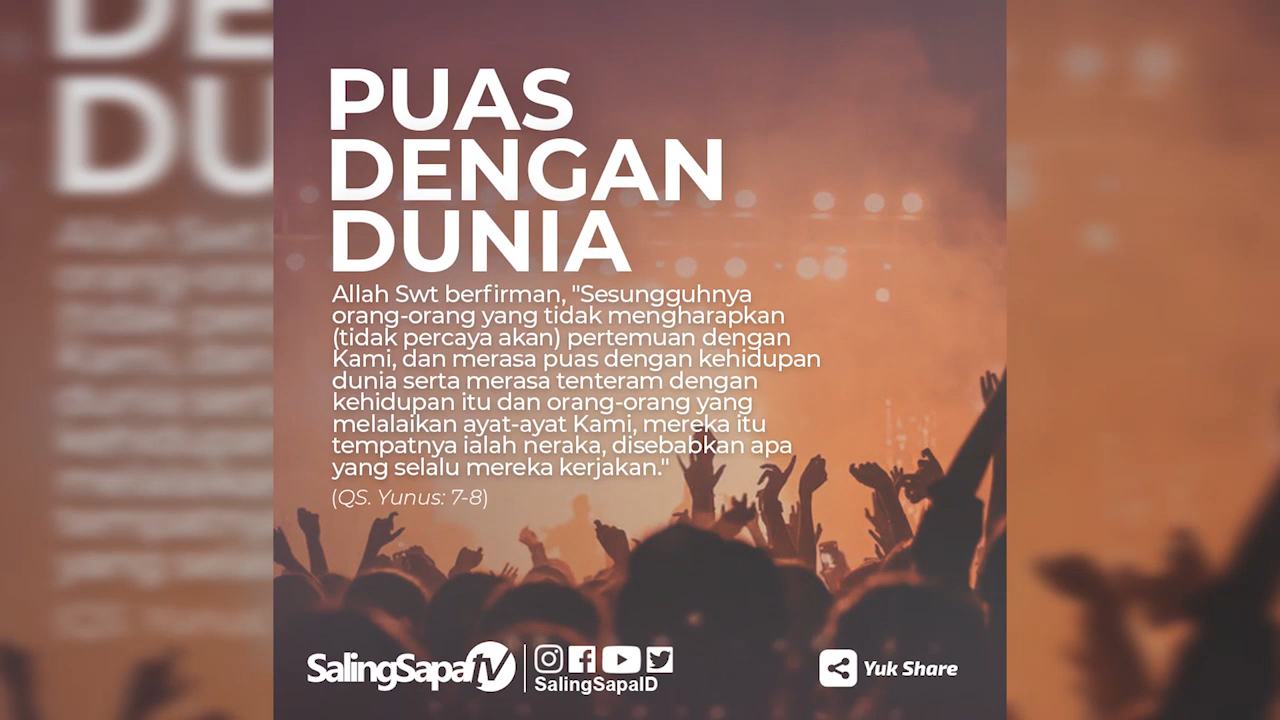 PUAS
DENGAN
DUNIA
Allah Swt berfirman, "Sesungguhnya
orang-orang yang tidak mengharapkan
(tidak percaya akan) pertemuan dengan
Kami, dan merasa puas dengan kehidupan
dunia serta merasa tenteram dengan
kehidupan itu dan orang-orang yang
melalaikan ayat-ayat Kami, mereka itu
tempatnya ialah neraka, disebabkan apa
yang selalu mereka kerjakan."
(QS. Yunus: 7-8)
SalingSapa tv
SalingSapaID
Yuk Share